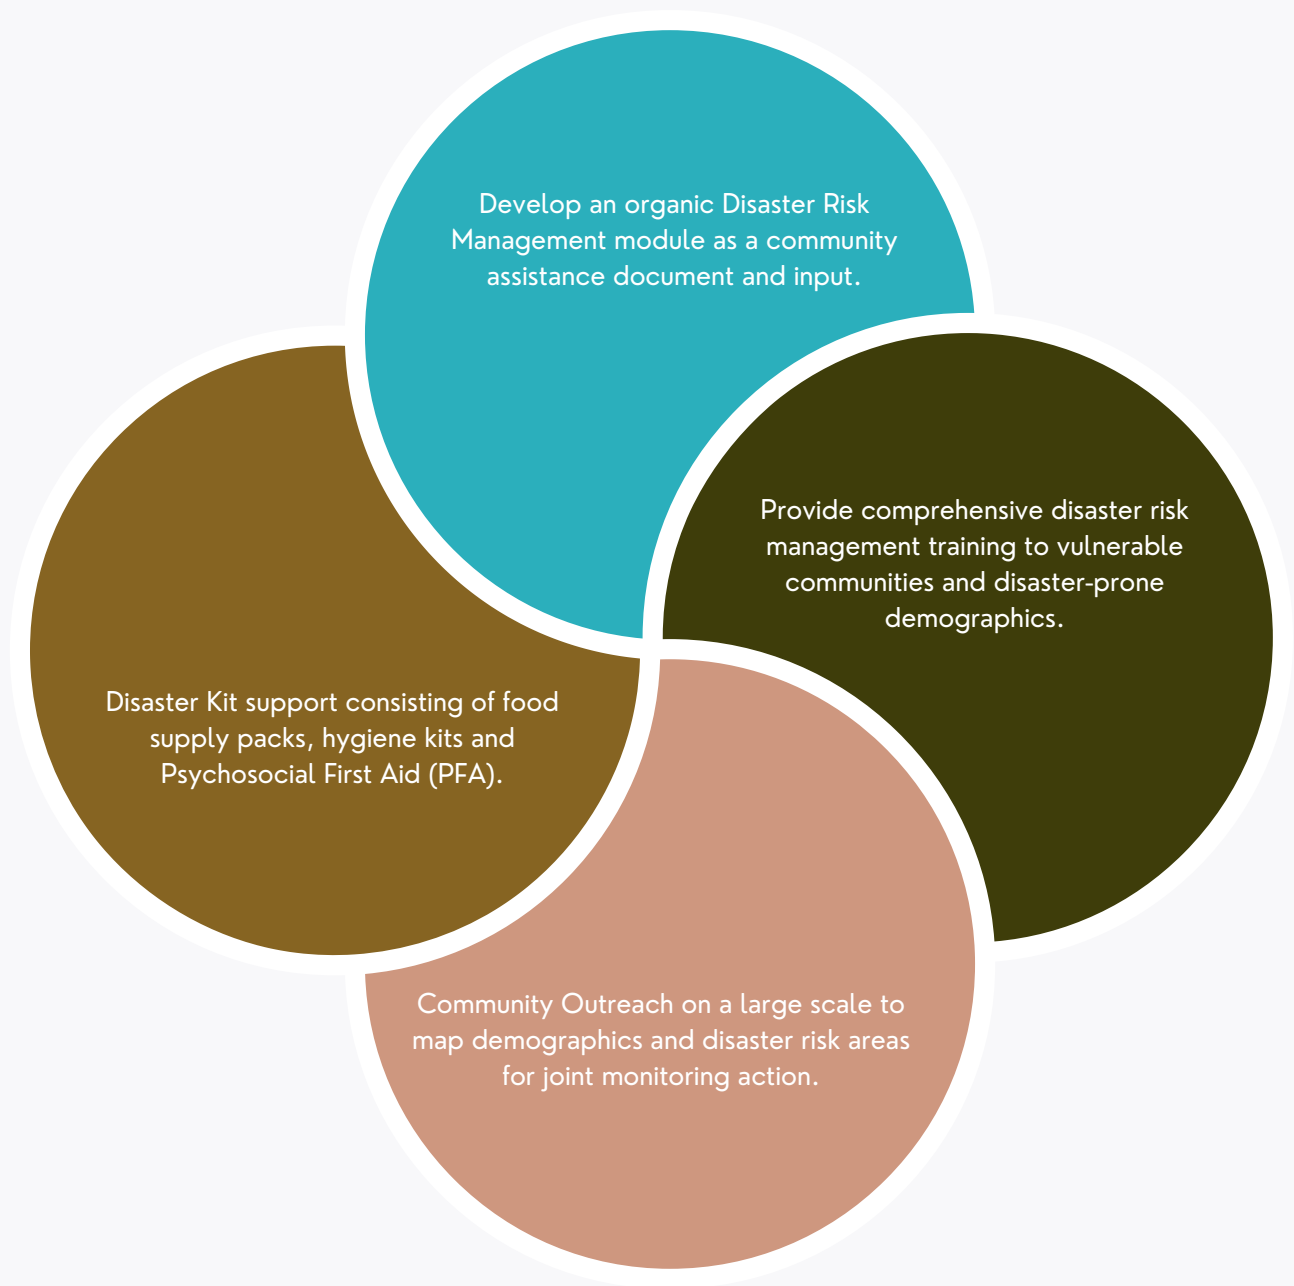 Develop an organic Disaster Risk
Management module as a community
assistance document and input.
Provide comprehensive disaster risk
management training to vulnerable
communities and disaster-prone
demographics.
Disaster Kit support consisting of food
supply packs, hygiene kits and
Psychosocial First Aid (PFA).
Community Outreach on a large scale to
map demographics and disaster risk areas
for joint monitoring action.